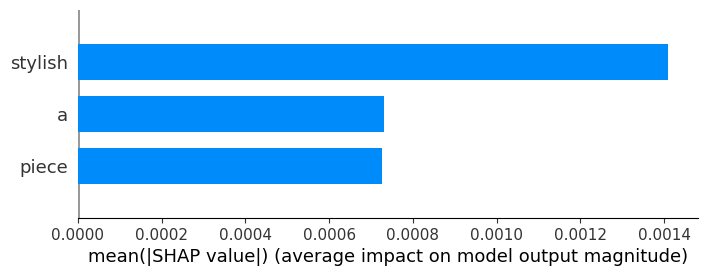 stylish
a
piece
0.0000 0.0002 0.0004 0.0006 0.0008 0.0010 0.0012 0.0014
mean(|SHAP value|) (average impact on model output magnitude)